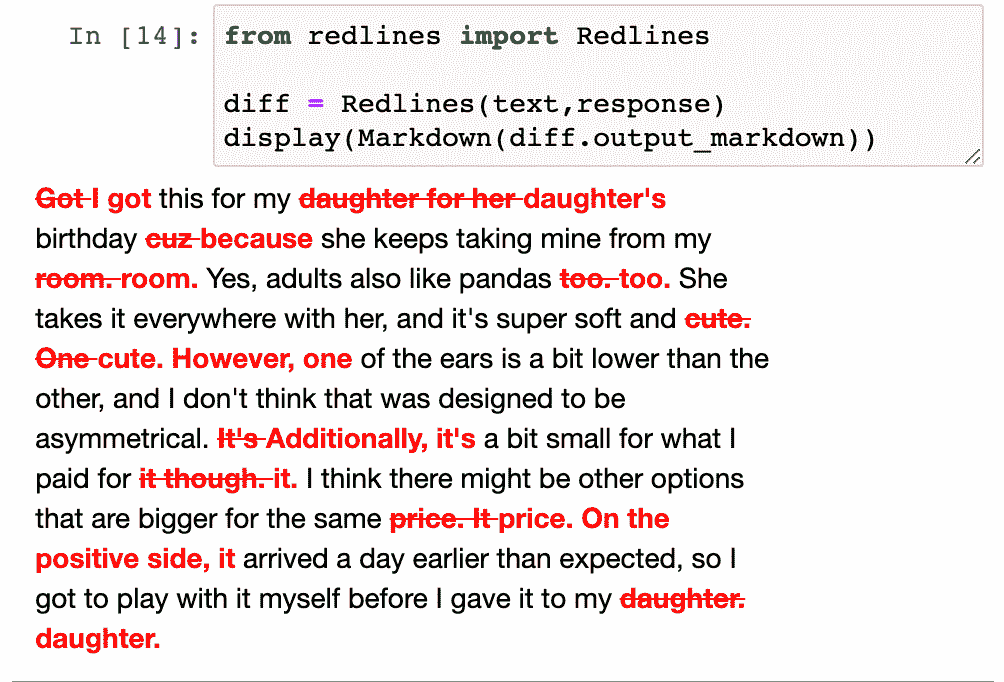 In [14]: from redlines import Redlines
diff = Redlines(text,response)
display(Markdown(diff.output_markdown))
Got I got this for my daughter for her daughter's
birthday cuz because she keeps taking mine from my
room. room. Yes, adults also like pandas too. too. She
takes it everywhere with her, and it's super soft and cute.
One cute. However, one of the ears is a bit lower than the
other, and I don't think that was designed to be
asymmetrical. It's Additionally, it's a bit small for what I
paid for it though. it. I think there might be other options
that are bigger for the same price. It price. On the
positive side, it arrived a day earlier than expected, so I
got to play with it myself before I gave it to my daughter.
daughter.